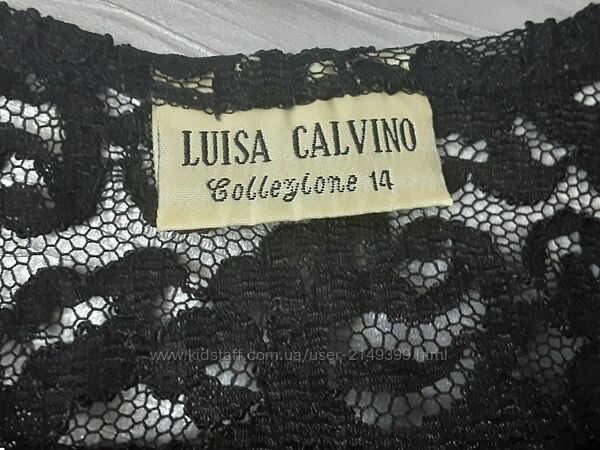 LUISA CALVINO
Collezione 14
www.kidstaff.com.ua/user-2149399.html